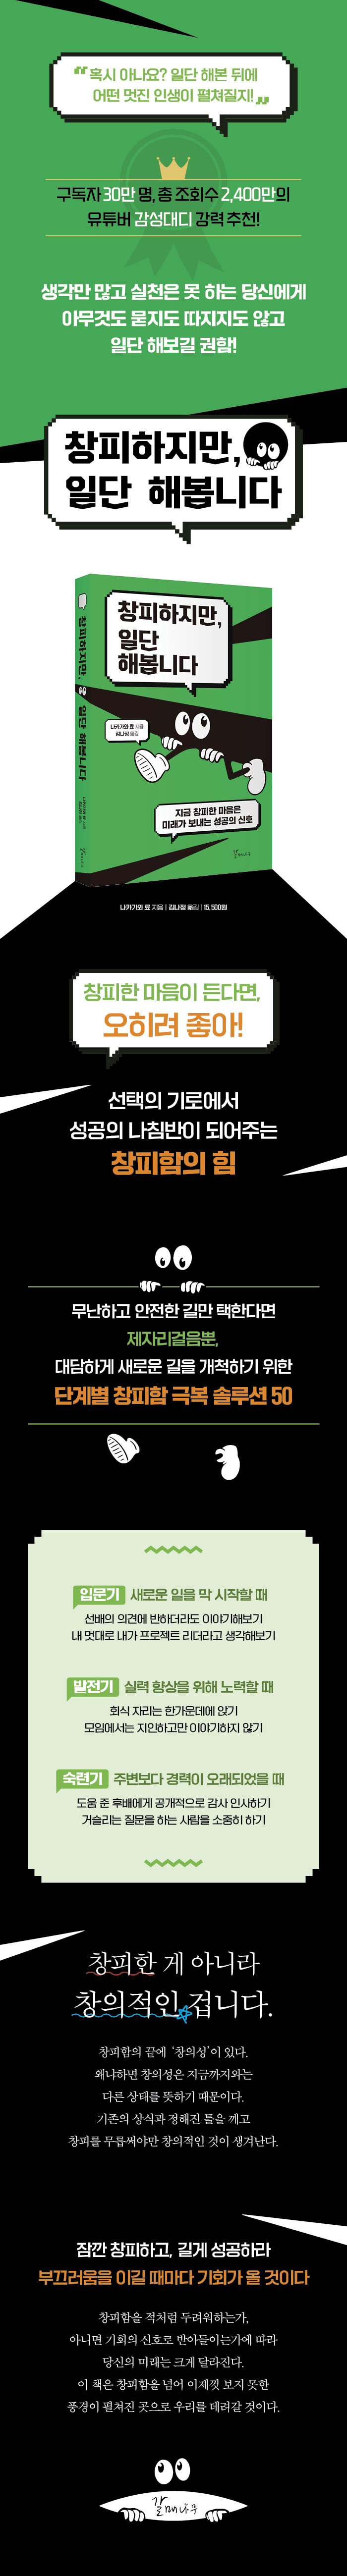 “혹시 아나요? 일단 해본 뒤에
어떤 멋진 인생이 펼쳐질지!”
구독자 30만 명, 총 조회수 2,400만의
유튜버 감성대디 강력 추천!
생각만 많고 실천은 못 하는 당신에게
아무것도 묻지도 따지지도 않고
일단 해보길 권함!
창피하지만,
일단 해봅니다
창피하지만,
일단
해봅니다
나카가와 료 지음
김나정 옮김
지금 창피한 마음은
미래가 보내는 성공의 신호
갈매나무
창피하지만, 일단 해봅니다
나카가와 료 지음 | 김나정 옮김 | 15,500원
창피한 마음이 든다면,
오히려 좋아!
선택의 기로에서
성공의 나침반이 되어주는
창피함의 힘
무난하고 안전한 길만 택한다면
제자리걸음뿐,
대담하게 새로운 길을 개척하기 위한
단계별 창피함 극복 솔루션 50
입문기 새로운 일을 막 시작할 때
선배의 의견에 반하더라도 이야기해보기
내 멋대로 내가 프로젝트 리더라고 생각해보기
발전기 실력 향상을 위해 노력할 때
회식 자리는 한가운데에 앉기
모임에서는 지인하고만 이야기하지 않기
숙련기 주변보다 경력이 오래되었을 때
도움 준 후배에게 공개적으로 감사 인사하기
거슬리는 질문을 하는 사람을 소중히 하기
창피한 게 아니라
창의적인 겁니다.
창피함의 끝에 ‘창의성’이 있다.
왜냐하면 창의성은 지금까지와는
다른 상태를 뜻하기 때문이다.
기존의 상식과 정해진 틀을 깨고
창피를 무릅써야만 창의적인 것이 생겨난다.
잠깐 창피하고, 길게 성공하라
부끄러움을 이길 때마다 기회가 올 것이다
창피함을 적처럼 두려워하는가,
아니면 기회의 신호로 받아들이는가에 따라
당신의 미래는 크게 달라진다.
이 책은 창피함을 넘어 이제껏 보지 못한
풍경이 펼쳐진 곳으로 우리를 데려갈 것이다.
갈매나무